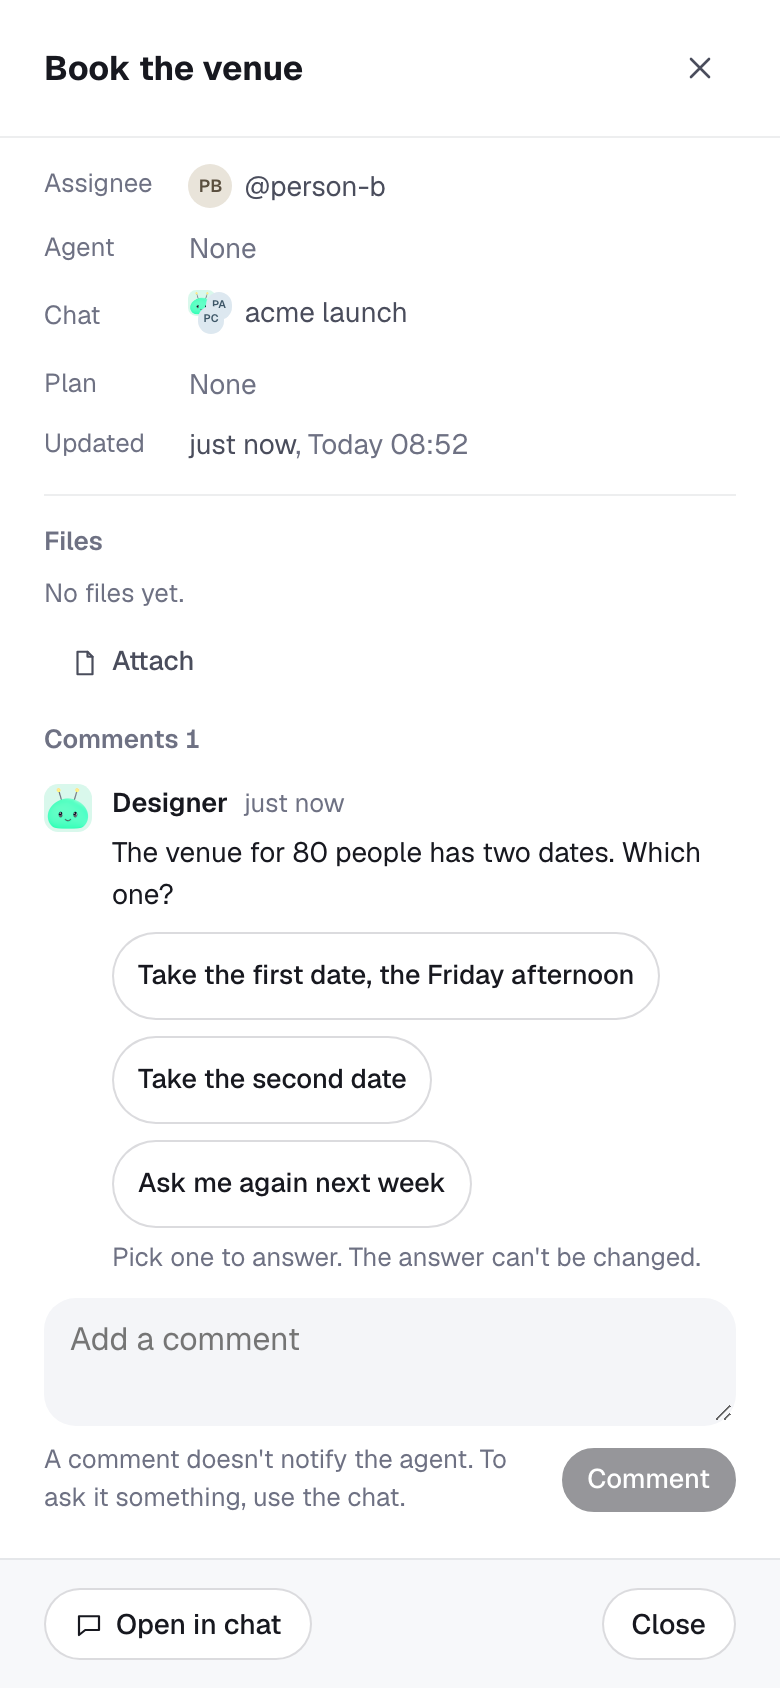 Book the venue
Assignee
PB
@person-b
Agent
None
Chat
PA
PC
acme launch
Plan
None
Updated
just now, Today 08:52
Files
No files yet.
Attach
Comments 1
Designer just now
The venue for 80 people has two dates. Which
one?
Take the first date, the Friday afternoon
Take the second date
Ask me again next week
Pick one to answer. The answer can't be changed.
Add a comment
A comment doesn't notify the agent. To
ask it something, use the chat.
Comment
Open in chat
Close